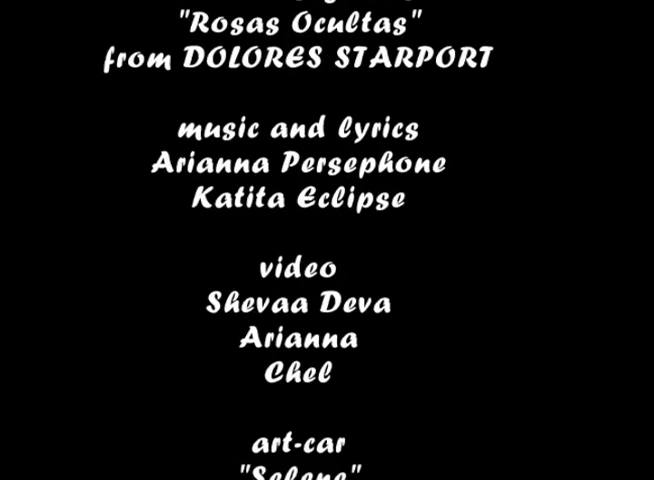 "Rosas Ocultas"
from DOLORES STARPORT
music and lyrics
Arianna Persephone
Katita Eclipse
video
Shevaa Deva
Arianna
Chel
art-car
"Selene"